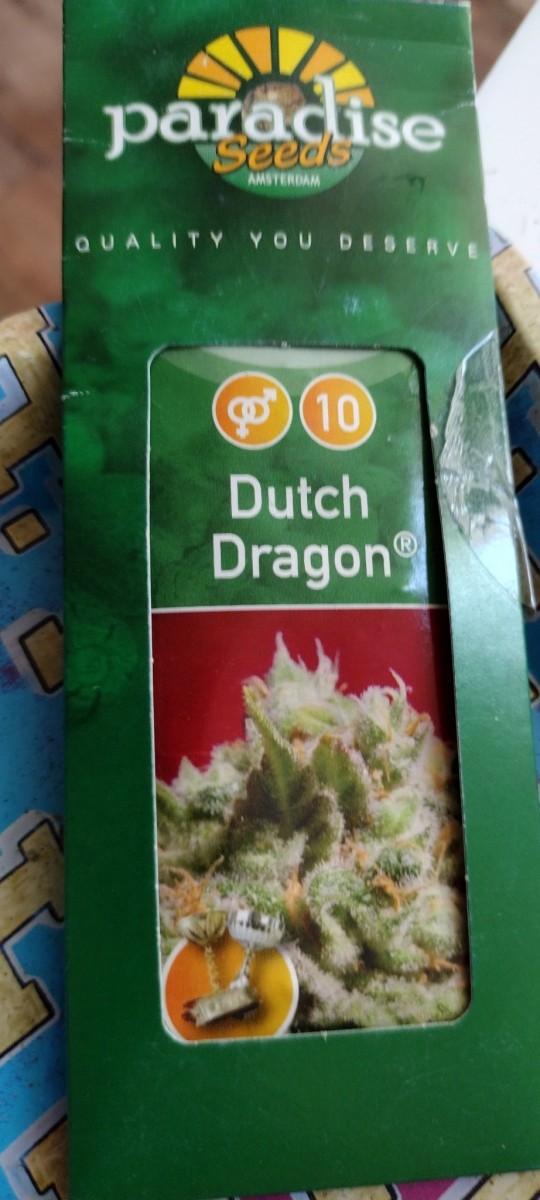 paradise
Seeds
AMSTERDAM
QUALITY YOU DESERVE
10
Dutch
Dragon®